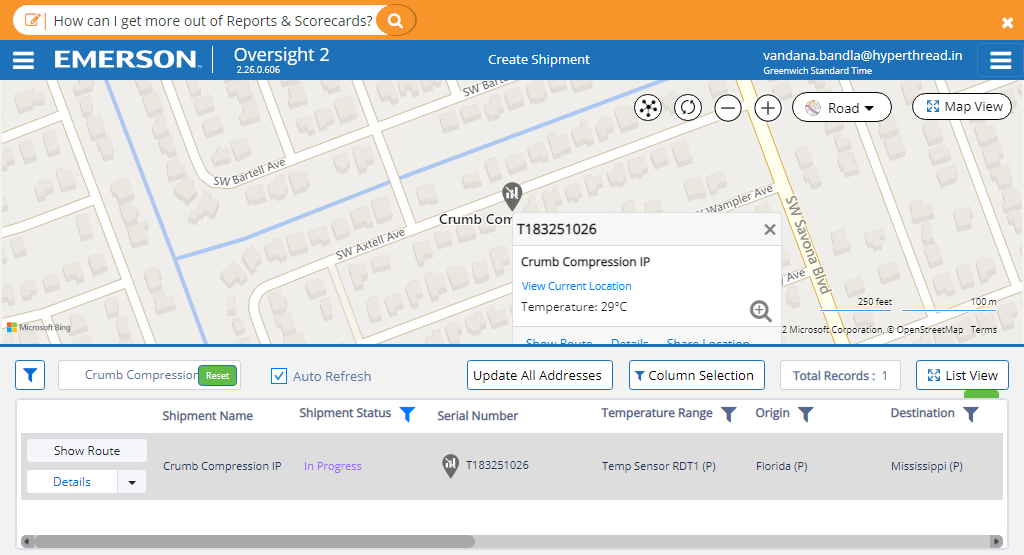 How can I get more out of Reports & Scorecards?
EMERSON
Oversight 2
2.26.0.606
Create Shipment
vandana.bandla@hyperthread.in
Greenwich Standard Time
SW Bartell Ave
Road
Map View
SW
SW Axtell Ave
Wampler Ave
SW Savona Blvd
Crumb Com
T183251026
Crumb Compression IP
View Current Location
Temperature: 29°C
Ave
250 feet
100 m
Microsoft Bing
2 Microsoft Corporation, © OpenStreetMap Terms
Show Route Details Share Location
Crumb Compression
Reset
Auto Refresh
Update All Addresses
Column Selection
Total Records : 1
List View
Shipment Name
Shipment Status
Serial Number
Temperature Range
Origin
Destination
Show Route
Details
Crumb Compression IP
In Progress
T183251026
Temp Sensor RDT1 (P)
Florida (P)
Mississippi (P)